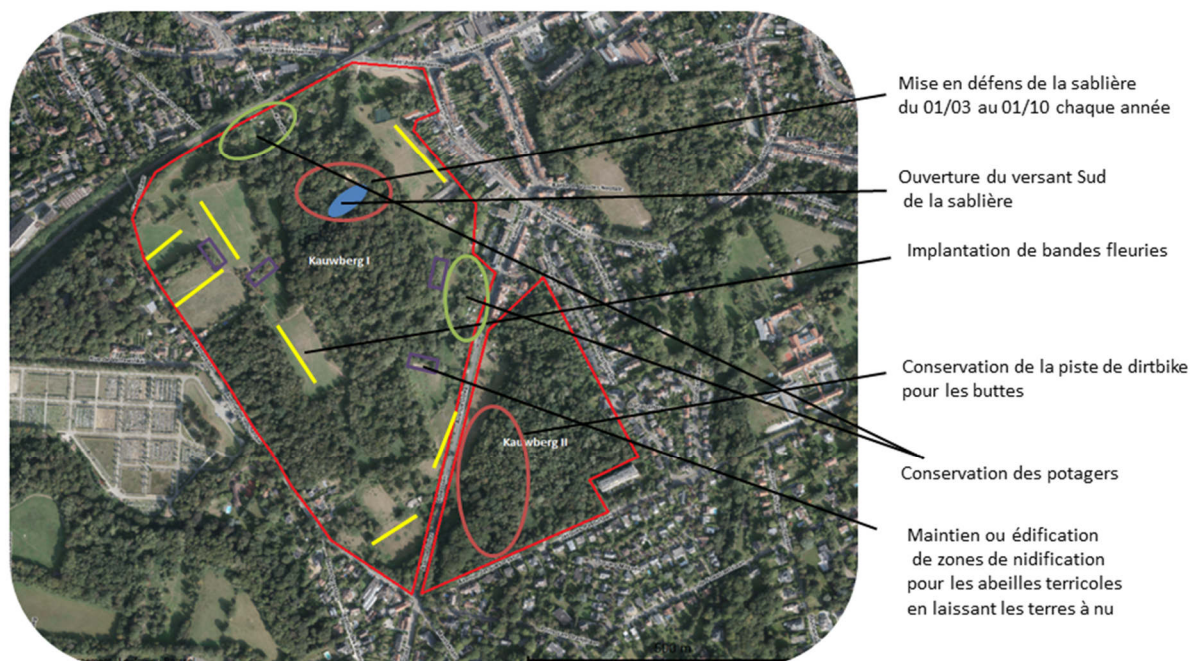 Mise en défens de la sablière
du 01/03 au 01/10 chaque année
Ouverture du versant Sud
de la sablière
Implantation de bandes fleuries
Kauwberg I
Conservation de la piste de dirtbike
pour les buttes
Kauwberg II
Conservation des potagers
Maintien ou édification
de zones de nidification
pour les abeilles terricoles
en laissant les terres à nu